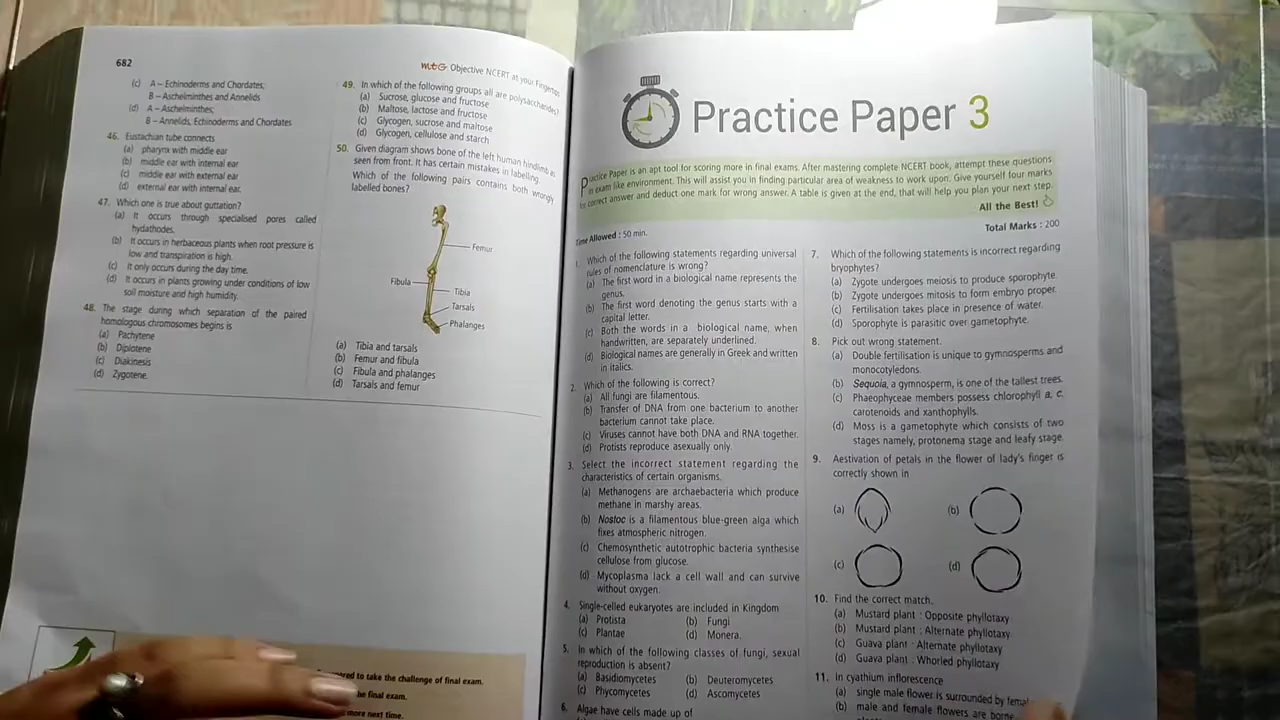 682
mtG Objective NCERT at your Fingertips
(c) A – Echinoderms and Chordates;
B – Aschelminthes and Annelids
(d) A – Aschelminthes;
B – Annelids, Echinoderms and Chordates
46. Eustachian tube connects
(a) pharynx with middle ear
(b) middle ear with internal ear
(c) middle ear with external ear
(d) external ear with internal ear.
47. Which one is true about guttation?
(a) It occurs through specialised pores called
hydathodes.
(b) It occurs in herbaceous plants when root pressure is
low and transpiration is high.
(c) It only occurs during the day time.
(d) It occurs in plants growing under conditions of low
soil moisture and high humidity.
48. The stage during which separation of the paired
homologous chromosomes begins is
(a) Pachytene
(b) Diplotene
(c) Diakinesis
(d) Zygotene.
49. In which of the following groups all are polysaccharides?
(a) Sucrose, glucose and fructose
(b) Maltose, lactose and fructose
(c) Glycogen, sucrose and maltose
(d) Glycogen, cellulose and starch
50. Given diagram shows bone of the left human hindlimb as
seen from front. It has certain mistakes in labelling.
Which of the following pairs contains both wrongly
labelled bones?
Femur
Fibula
Tibia
Tarsals
Phalanges
(a) Tibia and tarsals
(b) Femur and fibula
(c) Fibula and phalanges
(d) Tarsals and femur
to take the challenge of final exam.
final exam.
more next time.
Practice Paper 3
Practice Paper is an apt tool for scoring more in final exams. After mastering complete NCERT book, attempt these questions
in exam like environment. This will assist you in finding particular area of weakness to work upon. Give yourself four marks
for correct answer and deduct one mark for wrong answer. A table is given at the end, that will help you plan your next step.
All the Best!
Time Allowed : 50 min.
Total Marks : 200
1. Which of the following statements regarding universal
rules of nomenclature is wrong?
(a) The first word in a biological name represents the
genus.
(b) The first word denoting the genus starts with a
capital letter.
(c) Both the words in a biological name, when
handwritten, are separately underlined.
(d) Biological names are generally in Greek and written
in italics.
2. Which of the following is correct?
(a) All fungi are filamentous.
(b) Transfer of DNA from one bacterium to another
bacterium cannot take place.
(c) Viruses cannot have both DNA and RNA together.
(d) Protists reproduce asexually only.
3. Select the incorrect statement regarding the
characteristics of certain organisms.
(a) Methanogens are archaebacteria which produce
methane in marshy areas.
(b) Nostoc is a filamentous blue-green alga which
fixes atmospheric nitrogen.
(c) Chemosynthetic autotrophic bacteria synthesise
cellulose from glucose.
(d) Mycoplasma lack a cell wall and can survive
without oxygen.
4. Single-celled eukaryotes are included in Kingdom
(a) Protista (b) Fungi
(c) Plantae (d) Monera.
5. In which of the following classes of fungi, sexual
reproduction is absent?
(a) Basidiomycetes (b) Deuteromycetes
(c) Phycomycetes (d) Ascomycetes
6. Algae have cells made up of
7. Which of the following statements is incorrect regarding
bryophytes?
(a) Zygote undergoes meiosis to produce sporophyte.
(b) Zygote undergoes mitosis to form embryo proper.
(c) Fertilisation takes place in presence of water.
(d) Sporophyte is parasitic over gametophyte.
8. Pick out wrong statement.
(a) Double fertilisation is unique to gymnosperms and
monocotyledons.
(b) Sequoia, a gymnosperm, is one of the tallest trees.
(c) Phaeophyceae members possess chlorophyll a, c,
carotenoids and xanthophylls.
(d) Moss is a gametophyte which consists of two
stages namely, protonema stage and leafy stage.
9. Aestivation of petals in the flower of lady's finger is
correctly shown in
(a) (b)
(c) (d)
10. Find the correct match.
(a) Mustard plant : Opposite phyllotaxy
(b) Mustard plant : Alternate phyllotaxy
(c) Guava plant : Alternate phyllotaxy
(d) Guava plant : Whorled phyllotaxy
11. In cyathium inflorescence
(a) single male flower is surrounded by
(b) male and female flowers are borne